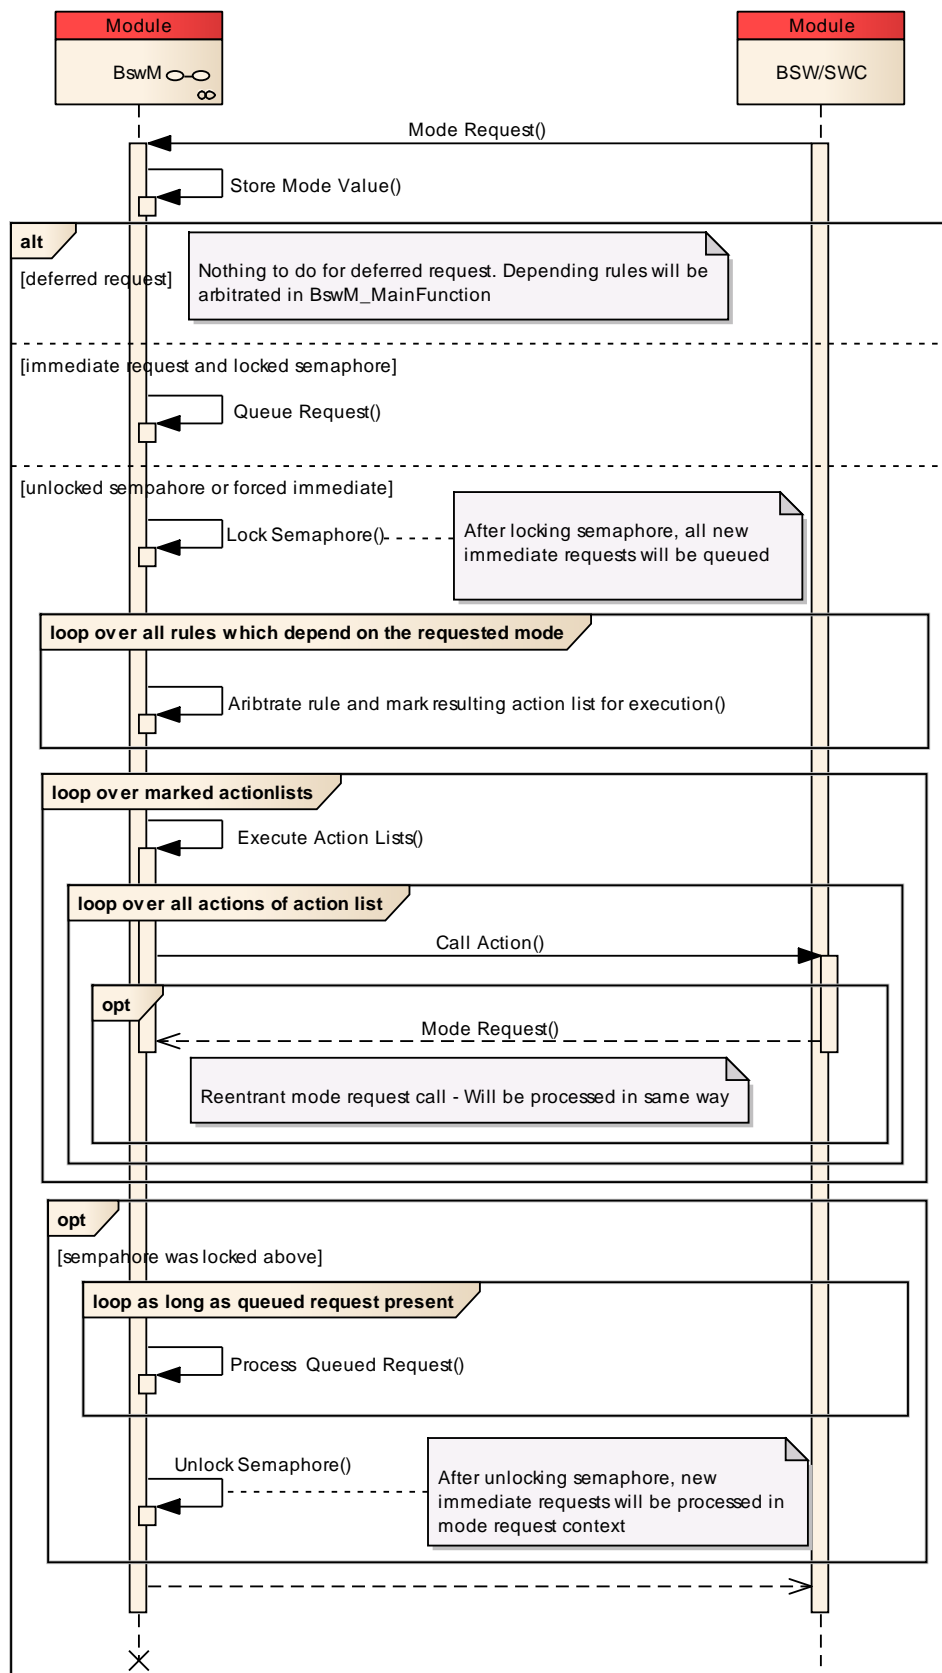 Module
Module
BswM
BSW/SWC
Mode Request()
Store Mode Value()
alt
[deferred request]
Nothing to do for deferred request. Depending rules will be
arbitrated in BswM_MainFunction
[immediate request and locked semaphore]
Queue Request()
[unlocked sempahore or forced immediate]
Lock Semaphore()
After locking semaphore, all new
immediate requests will be queued
loop over all rules which depend on the requested mode
Aribtrate rule and mark resulting action list for execution()
loop over marked actionlists
Execute Action Lists()
loop over all actions of action list
Call Action()
opt
Mode Request()
Reentrant mode request call - Will be processed in same way
opt
[sempahore was locked above]
loop as long as queued request present
Process Queued Request()
Unlock Semaphore()
After unlocking semaphore, new
immediate requests will be processed in
mode request context